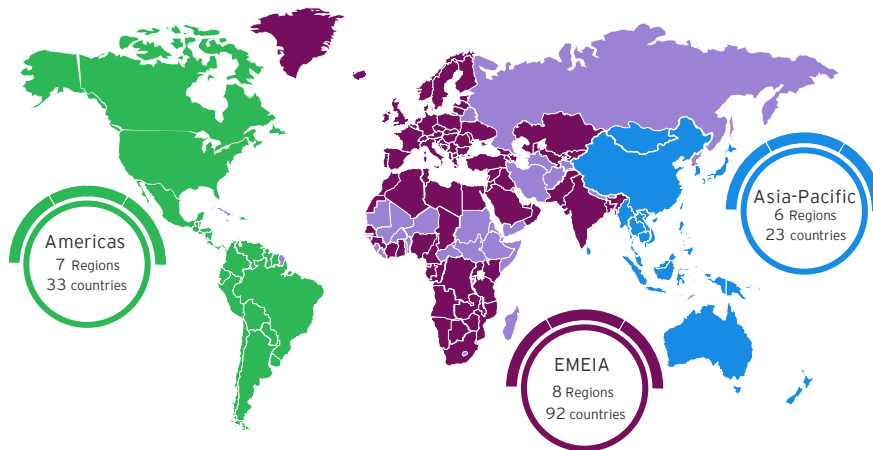 Americas
7 Regions
33 countries
EMEIA
8 Regions
92 countries
Asia-Pacific
6 Regions
23 countries